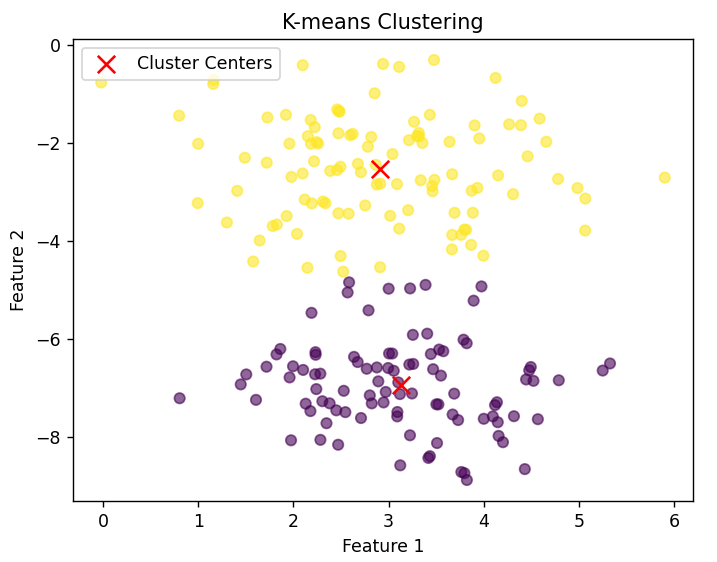 K-means Clustering
Cluster Centers
0
−2
−4
−6
−8
Feature 2
0 1 2 3 4 5 6
Feature 1